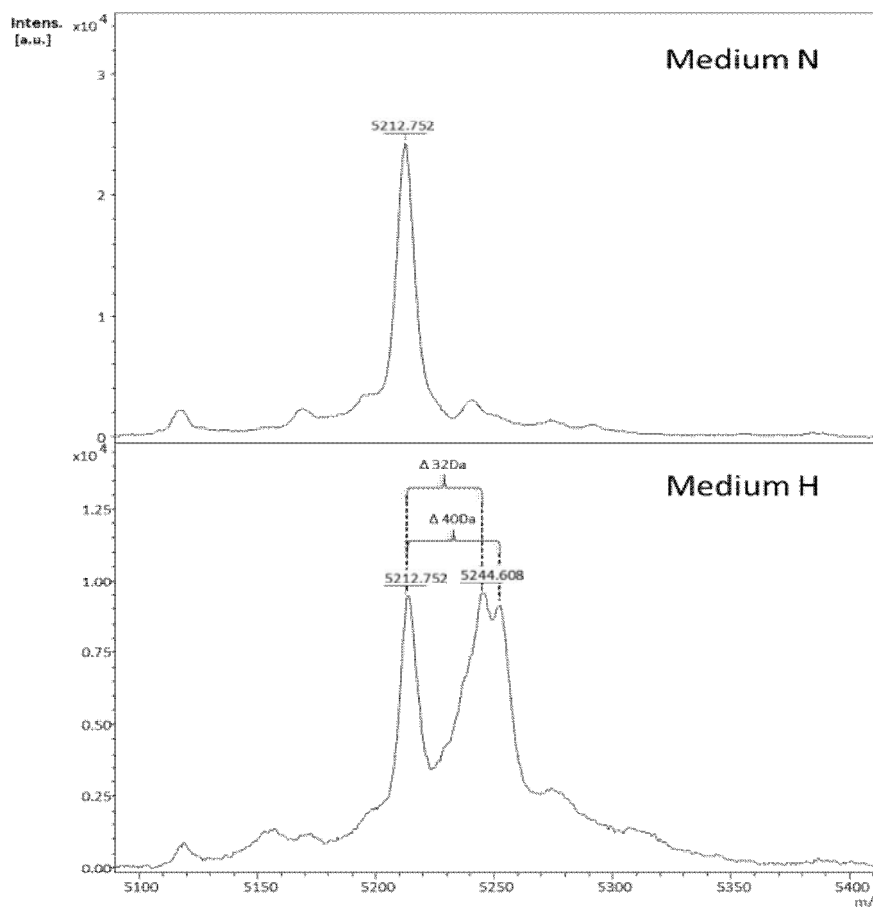 Intens.
[a.u.]
x10⁴
Medium N
3
5212.752
2
1
0
x10⁴
Δ 32Da
Medium H
1.25
Δ 40Da
5212.752 5244.608
1.00
0.75
0.50
0.25
0.00
5100 5150 5200 5250 5300 5350 5400